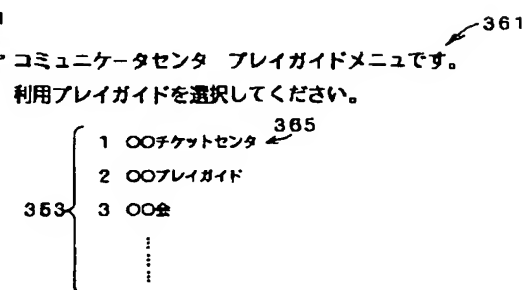 361
コミュニケータセンタ プレイガイドメニューです。
利用プレイガイドを選択してください。
365
1 〇〇チケットセンタ
2 〇〇プレイガイド
353
3 〇〇会